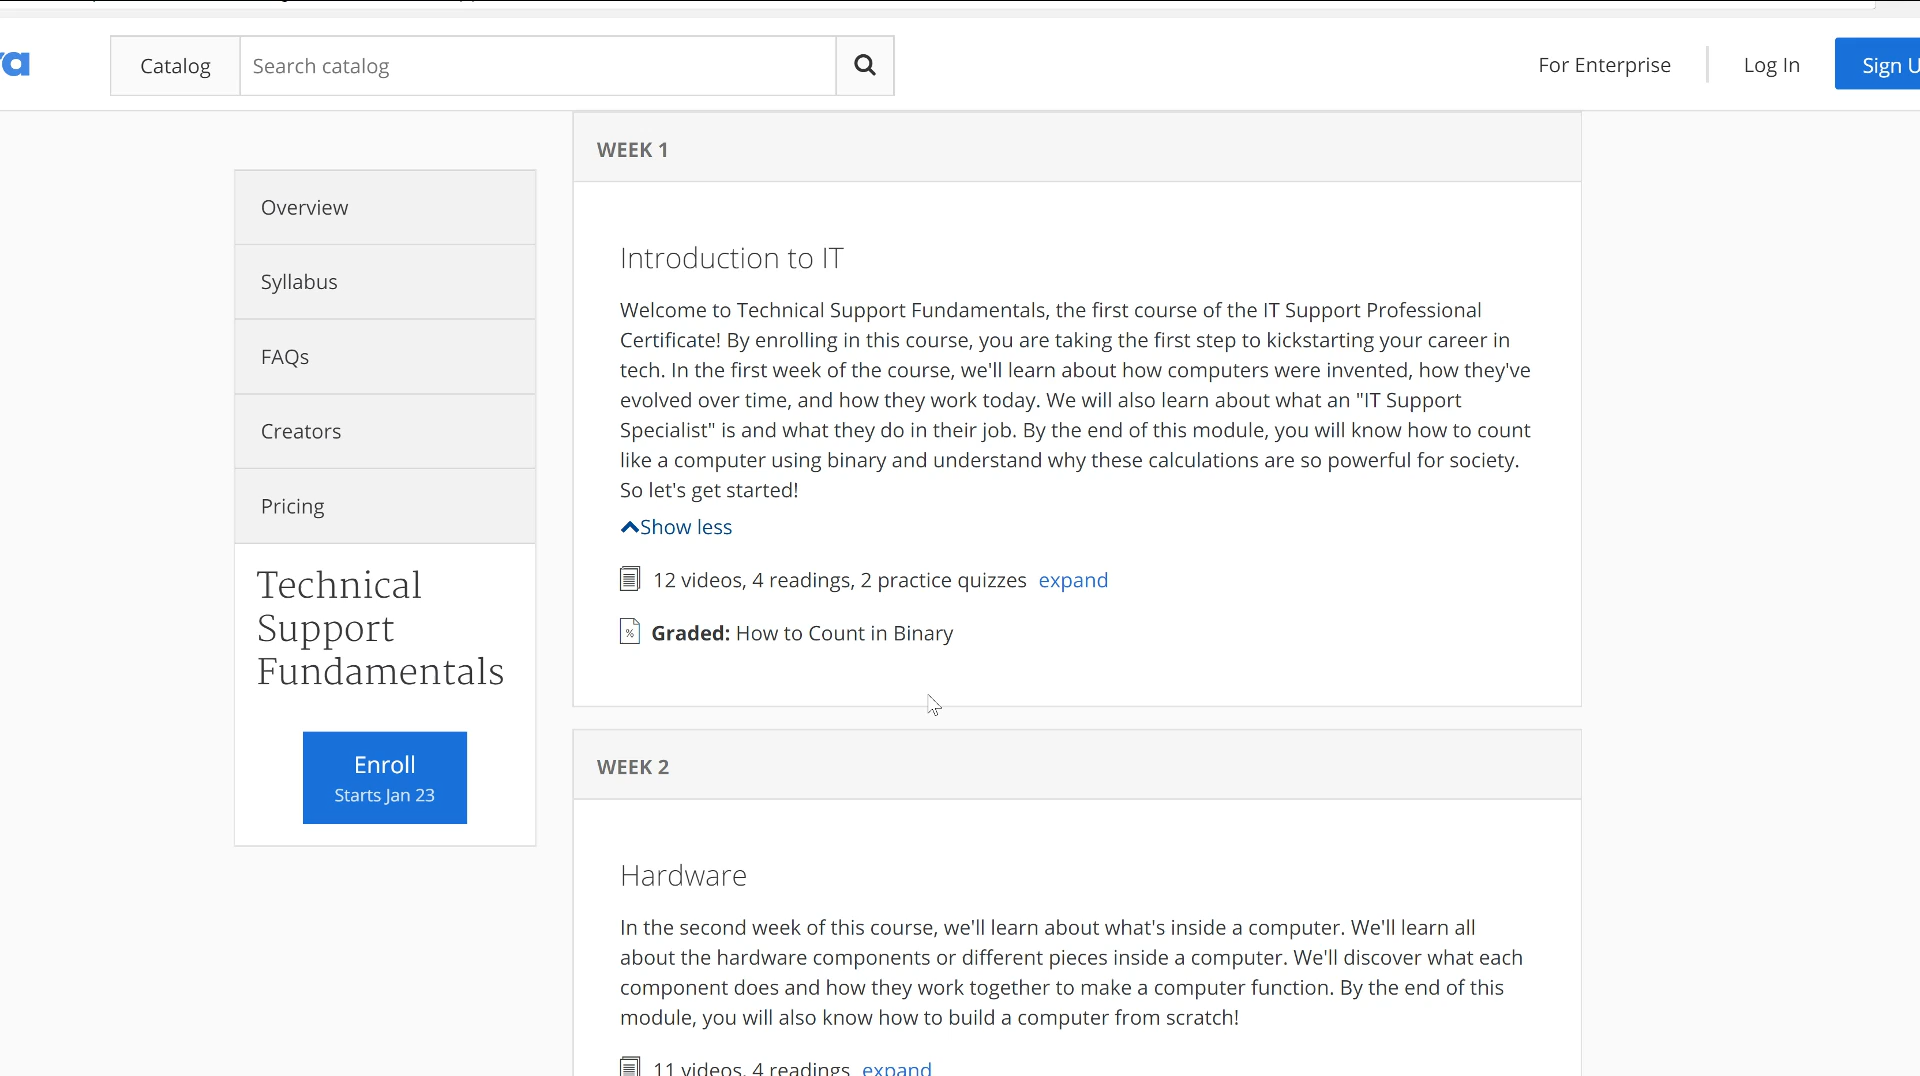 Catalog
Search catalog
For Enterprise
Log In
Sign U
Overview
Syllabus
FAQs
Creators
Pricing
Technical
Support
Fundamentals
Enroll
Starts Jan 23
WEEK 1
Introduction to IT
Welcome to Technical Support Fundamentals, the first course of the IT Support Professional
Certificate! By enrolling in this course, you are taking the first step to kickstarting your career in
tech. In the first week of the course, we'll learn about how computers were invented, how they've
evolved over time, and how they work today. We will also learn about what an "IT Support
Specialist" is and what they do in their job. By the end of this module, you will know how to count
like a computer using binary and understand why these calculations are so powerful for society.
So let's get started!
Show less
12 videos, 4 readings, 2 practice quizzes expand
Graded: How to Count in Binary
WEEK 2
Hardware
In the second week of this course, we'll learn about what's inside a computer. We'll learn all
about the hardware components or different pieces inside a computer. We'll discover what each
component does and how they work together to make a computer function. By the end of this
module, you will also know how to build a computer from scratch!
11 videos, 4 readings expand